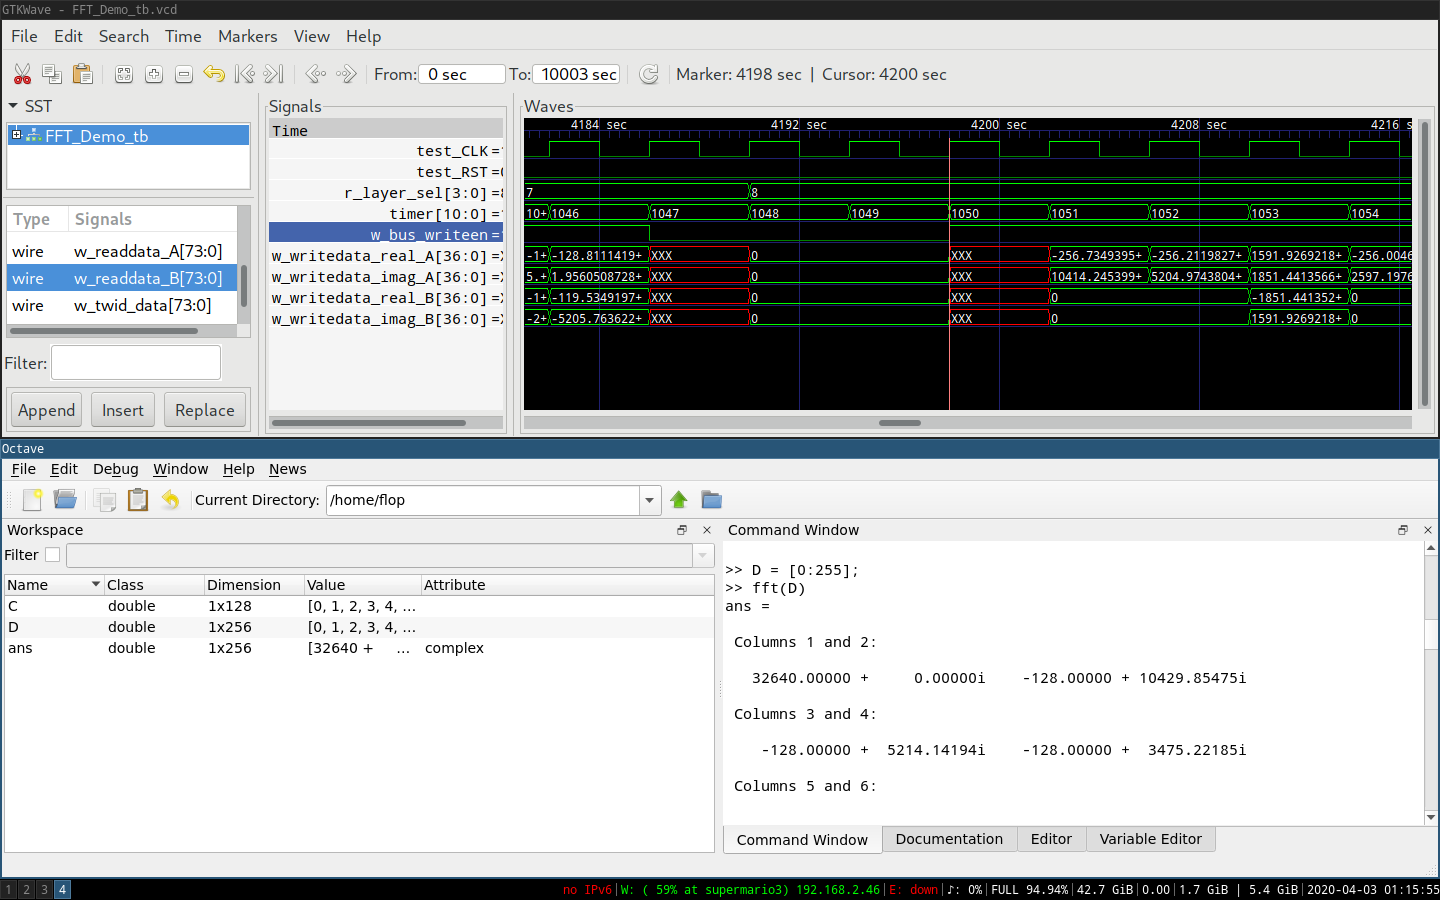 GTKWave - FFT_Demo_tb.vcd
File Edit Search Time Markers View Help
From: 0 sec To: 10003 sec Marker: 4198 sec | Cursor: 4200 sec
SST
FFT_Demo_tb
Type Signals
wire w_readdata_A[73:0]
wire w_readdata_B[73:0]
wire w_twid_data[73:0]
Filter:
Append Insert Replace
Signals
Time
test_CLK =
test_RST =
r_layer_sel[3:0] =
timer[10:0] =
w_bus_writeen =
w_writedata_real_A[36:0] =
w_writedata_imag_A[36:0] =
w_writedata_real_B[36:0] =
w_writedata_imag_B[36:0] =
Waves
4184 sec 4192 sec 4200 sec 4208 sec 4216 s
7 8
10+ 1046 1047 1048 1049 1050 1051 1052 1053 1054
-1+ -128.8111419+ XXX 0 XXX -256.7349395+ -256.2119827+ 1591.9269218+ -256.0046
5.+ 1.9560508728+ XXX 0 XXX 10414.245399+ 5204.9743804+ 1851.4413566+ 2597.1976
-1+ -119.5349197+ XXX 0 XXX 0 -1851.441352+ 0
-2+ -5205.763622+ XXX 0 XXX 0 1591.9269218+ 0
Octave
File Edit Debug Window Help News
Current Directory: /home/flop
Workspace
Filter
Name Class Dimension Value Attribute
C double 1x128 [0, 1, 2, 3, 4, ...
D double 1x256 [0, 1, 2, 3, 4, ...
ans double 1x256 [32640 + ... complex
Command Window
>> D = [0:255];
>> fft(D)
ans =
Columns 1 and 2:
32640.00000 + 0.00000i -128.00000 + 10429.85475i
Columns 3 and 4:
-128.00000 + 5214.14194i -128.00000 + 3475.22185i
Columns 5 and 6:
Command Window Documentation Editor Variable Editor
1 2 3 4 no IPv6|W: ( 59% at supermario3) 192.168.2.46|E: down|♪: 0%|FULL 94.94%|42.7 GiB|0.00|1.7 GiB | 5.4 GiB|2020-04-03 01:15:55